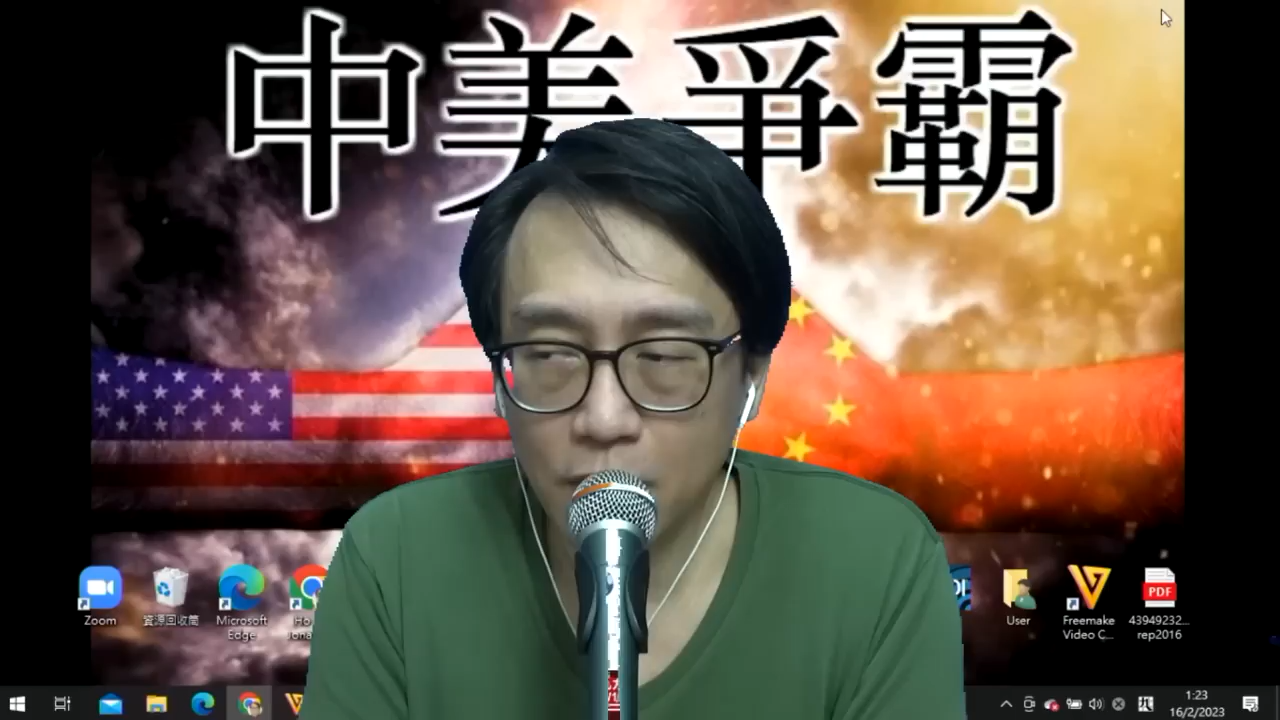 中美爭霸
Zoom
資源回收筒
Microsoft
Edge
User
Freemake
Video C...
PDF
43949232...
rep2016
1:23
16/2/2023